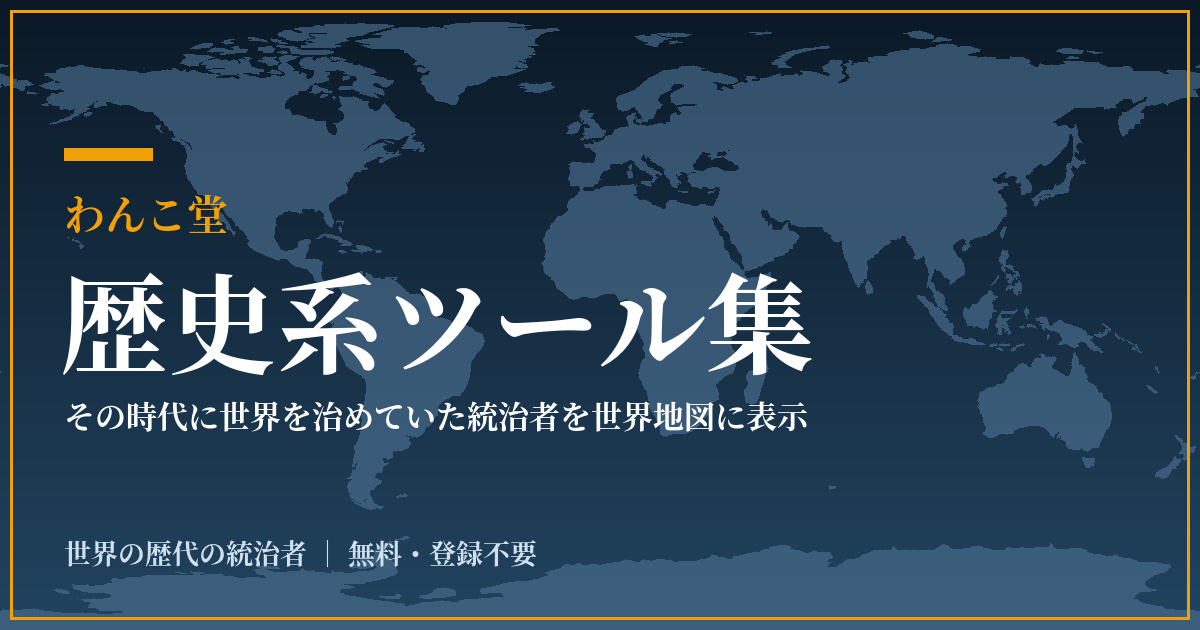 わんこ堂
歴史系ツール集
その時代に世界を治めていた統治者を世界地図に表示
世界の歴代の統治者 ｜ 無料・登録不要